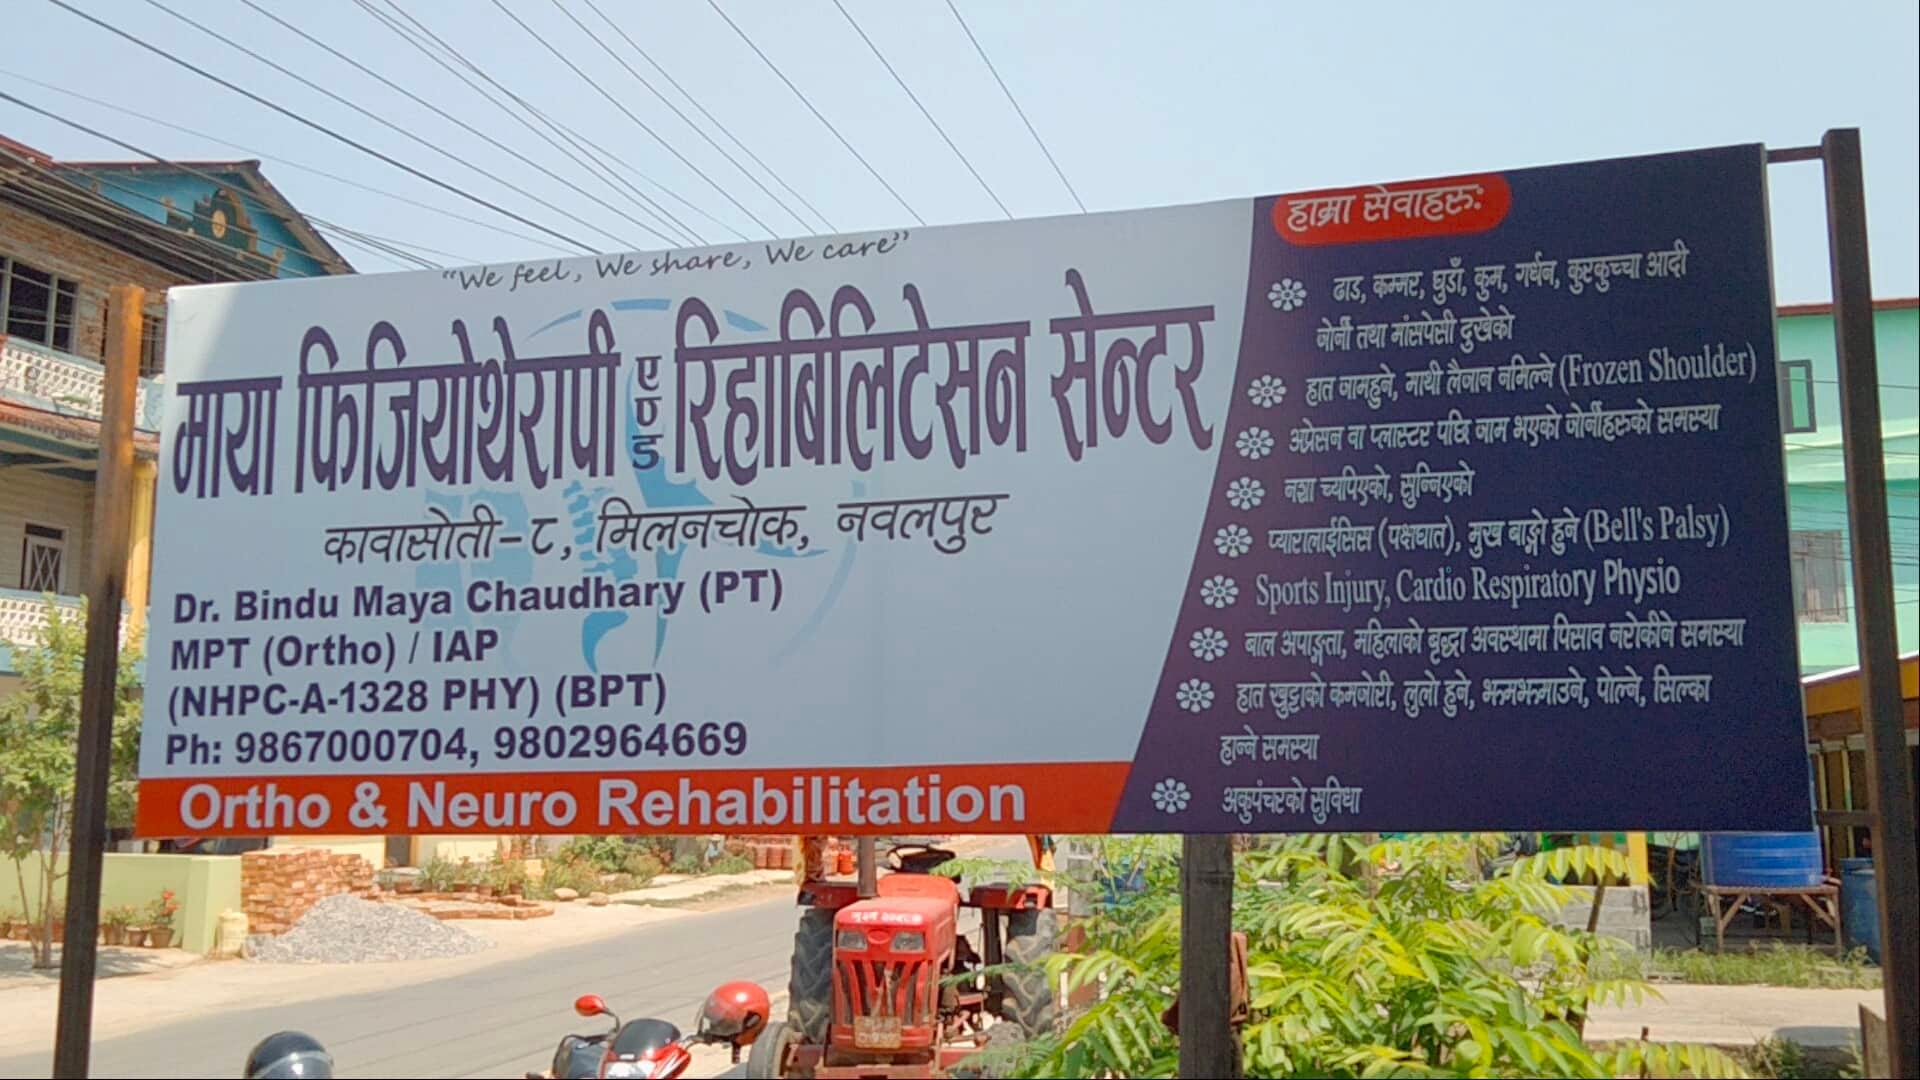 “We feel, We share, We care”
माया फिजियोथेरापी एण्ड रिहाबिलिटेसन सेन्टर
कावासोती-८, मिलनचोक, नवलपुर
Dr. Bindu Maya Chaudhary (PT)
MPT (Ortho) / IAP
(NHPC-A-1328 PHY) (BPT)
Ph: 9867000704, 9802964669
Ortho & Neuro Rehabilitation
हाम्रा सेवाहरु:
ढाड, कम्मर, घुडाँ, कुम, गर्धन, कुरकुच्चा आदी
जोर्नी तथा मांसपेसी दुखेको
हात जामहुने, माथी लैजान नमिल्ने (Frozen Shoulder)
अप्रेसन वा प्लास्टर पछि जाम भएको जोर्नीहरुको समस्या
नशा च्यपिएको, सुन्निएको
प्यारालाईसिस (पक्षघात), मुख बाङ्गो हुने (Bell's Palsy)
Sports Injury, Cardio Respiratory Physio
बाल अपाङ्गता, महिलाको बृद्धा अवस्थामा पिसाव नरोकीने समस्या
हात खुट्टाको कमजोरी, लुलो हुने, झमझमाउने, पोल्ने, सिल्का
हान्ने समस्या
अकुपंचरको सुविधा